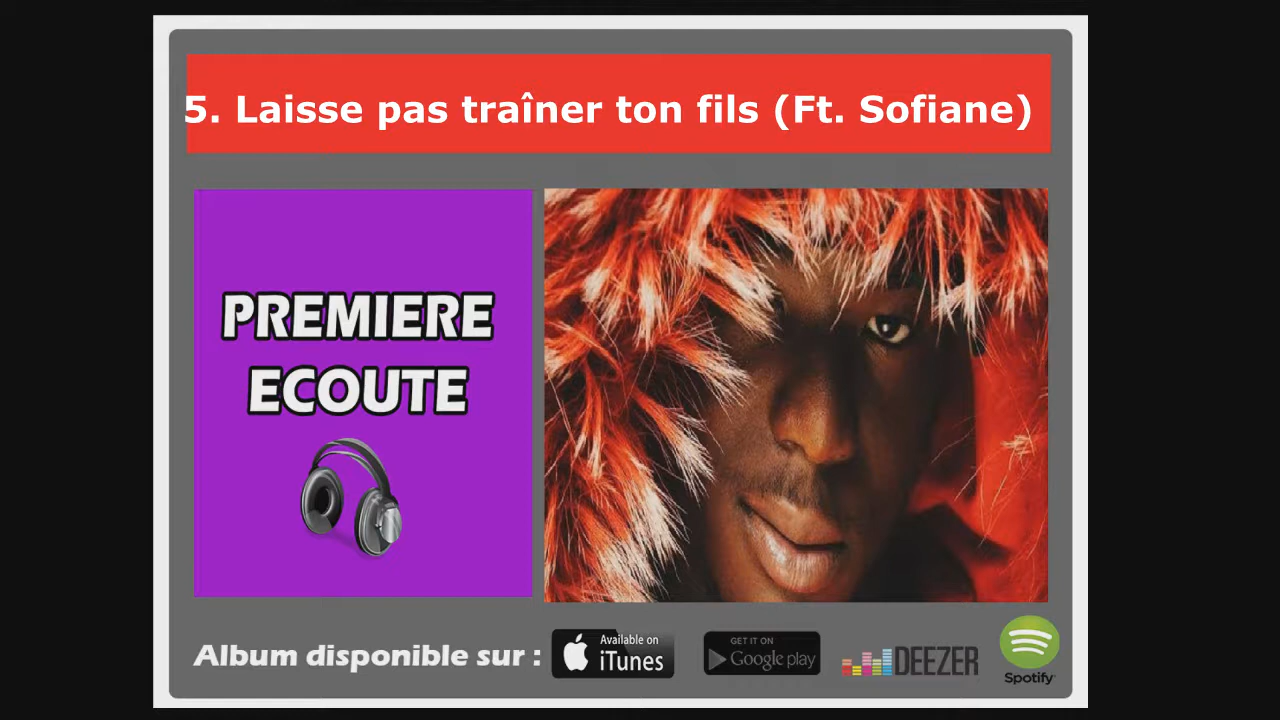 5. Laisse pas traîner ton fils (Ft. Sofiane)
PREMIERE
ECOUTE
Album disponible sur :
Available on
iTunes
GET IT ON
Google play
DEEZER
Spotify